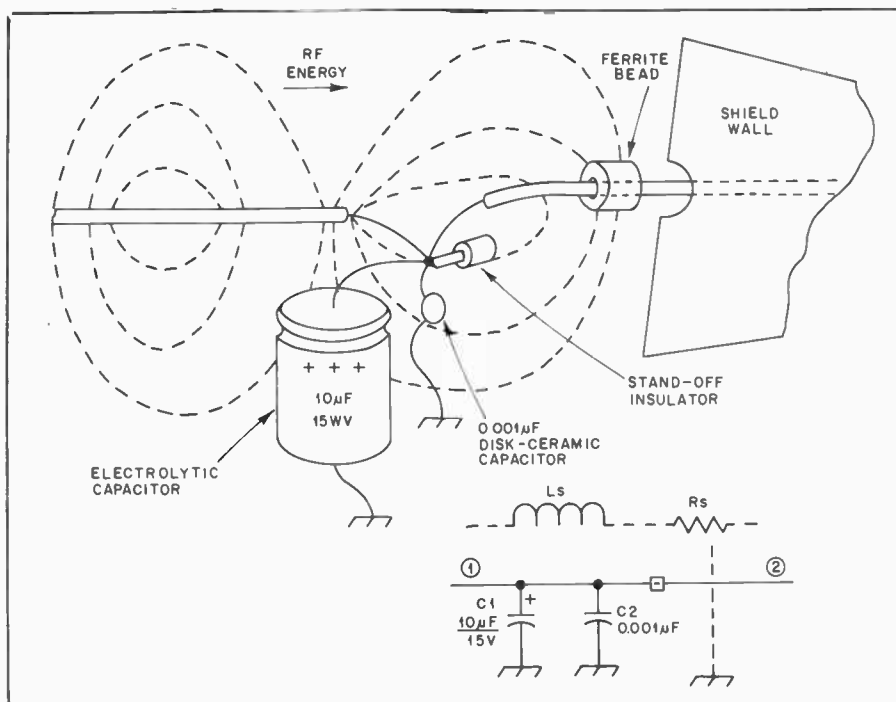 RF
ENERGY
FERRITE
BEAD
SHIELD
WALL
+ + +
10µF
15WV
STAND-OFF
INSULATOR
0.001µF
DISK-CERAMIC
CAPACITOR
ELECTROLYTIC
CAPACITOR
Ls
Rs
①
②
C1
+
10µF
15V
C2
0.001µF